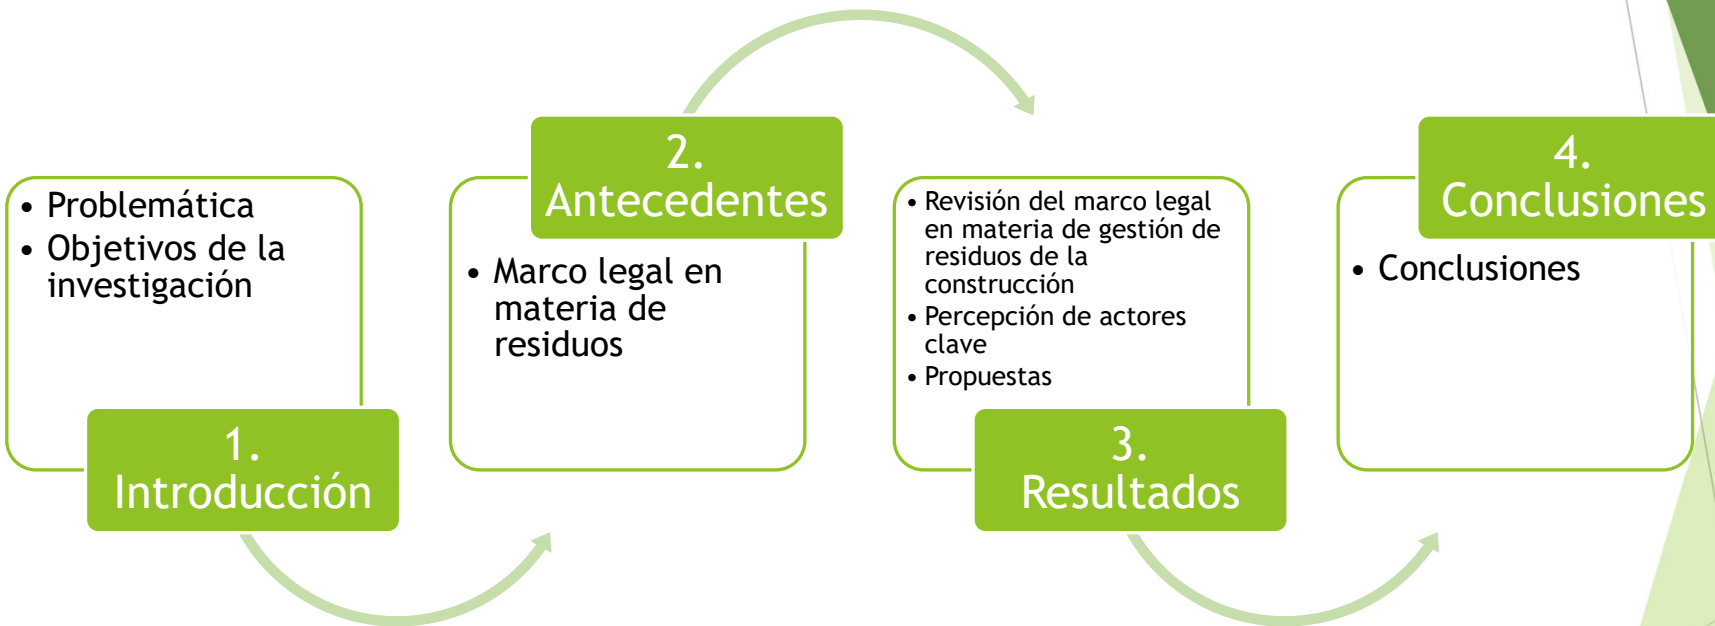 • Problemática
• Objetivos de la
investigación
1.
Introducción
2.
Antecedentes
• Marco legal en
materia de
residuos
• Revisión del marco legal
en materia de gestión de
residuos de la
construcción
• Percepción de actores
clave
• Propuestas
3.
Resultados
4.
Conclusiones
• Conclusiones